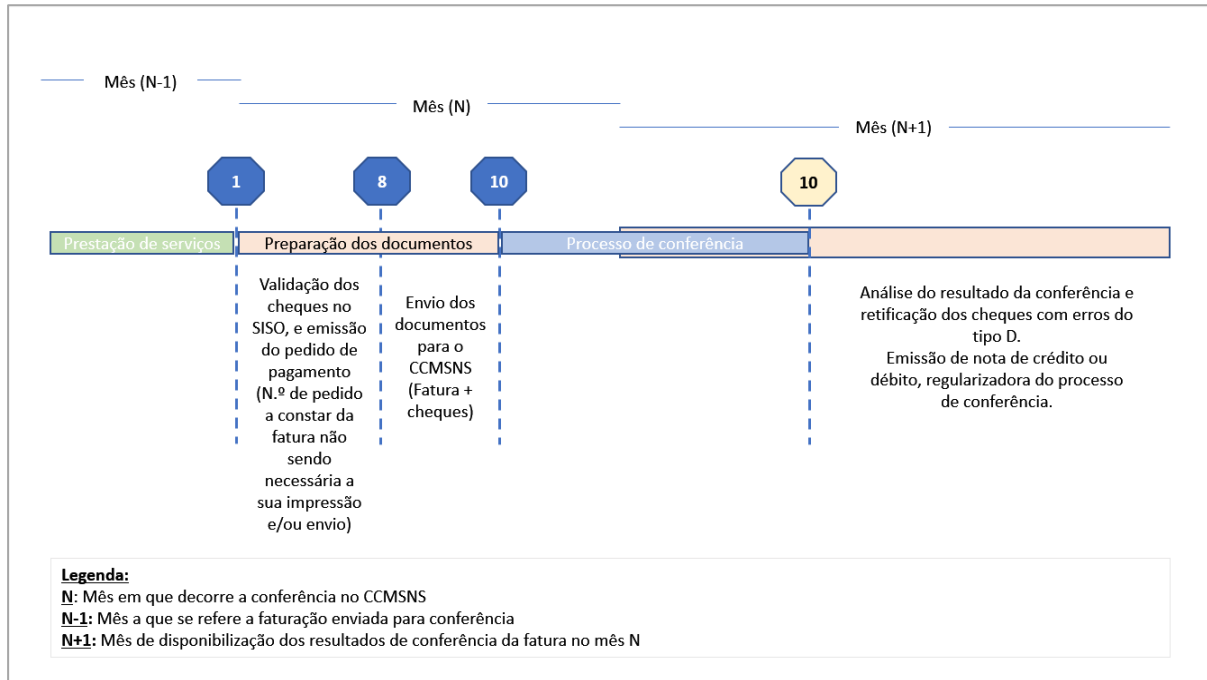 Mês (N-1)
Mês (N)
Mês (N+1)
1
8
10
10
Prestação de serviços
Preparação dos documentos
Processo de conferência
Validação dos
cheques no
SISO, e emissão
do pedido de
pagamento
(N.º de pedido
a constar da
fatura não
sendo
necessária a
sua impressão
e/ou envio)
Envio dos
documentos
para o
CCMSNS
(Fatura +
cheques)
Análise do resultado da conferência e
retificação dos cheques com erros do
tipo D.
Emissão de nota de crédito ou
débito, regularizadora do processo
de conferência.
Legenda:
N: Mês em que decorre a conferência no CCMSNS
N-1: Mês a que se refere a faturação enviada para conferência
N+1: Mês de disponibilização dos resultados de conferência da fatura no mês N